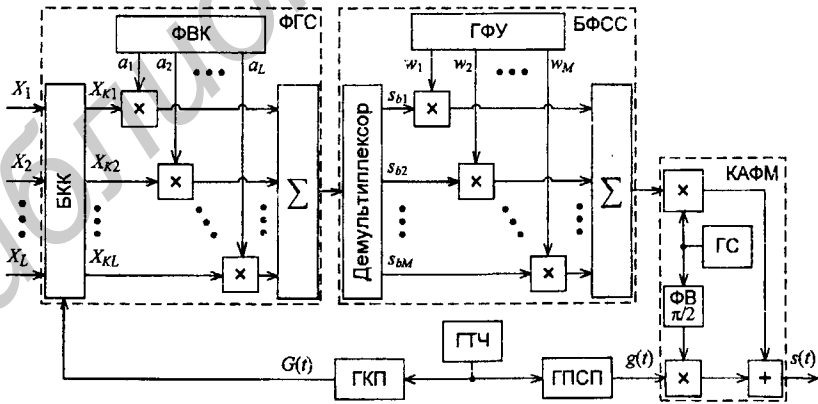 ФВК
ФГС
ГФУ
БФСС
a1 a2 aL
w1 w2 wM
X1
X2
XL
БКК
XK1
XK2
XKL
×
×
×
Σ
Демультиплексор
sb1
sb2
sbM
×
×
×
Σ
КАФМ
×
ГС
ФВ
π/2
×
+
s(t)
G(t)
ГКП
ГТЧ
ГПСП
g(t)